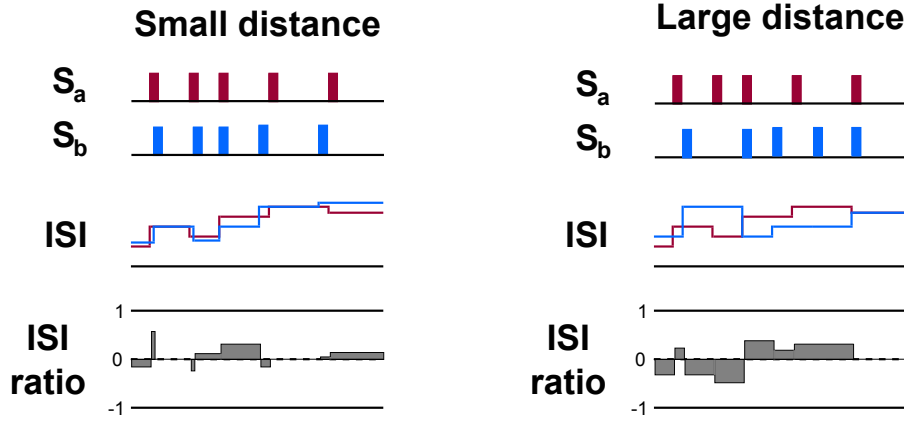 Small distance
Sa
Sb
ISI
ISI
ratio
1
0
-1
Large distance
Sa
Sb
ISI
ISI
ratio
1
0
-1